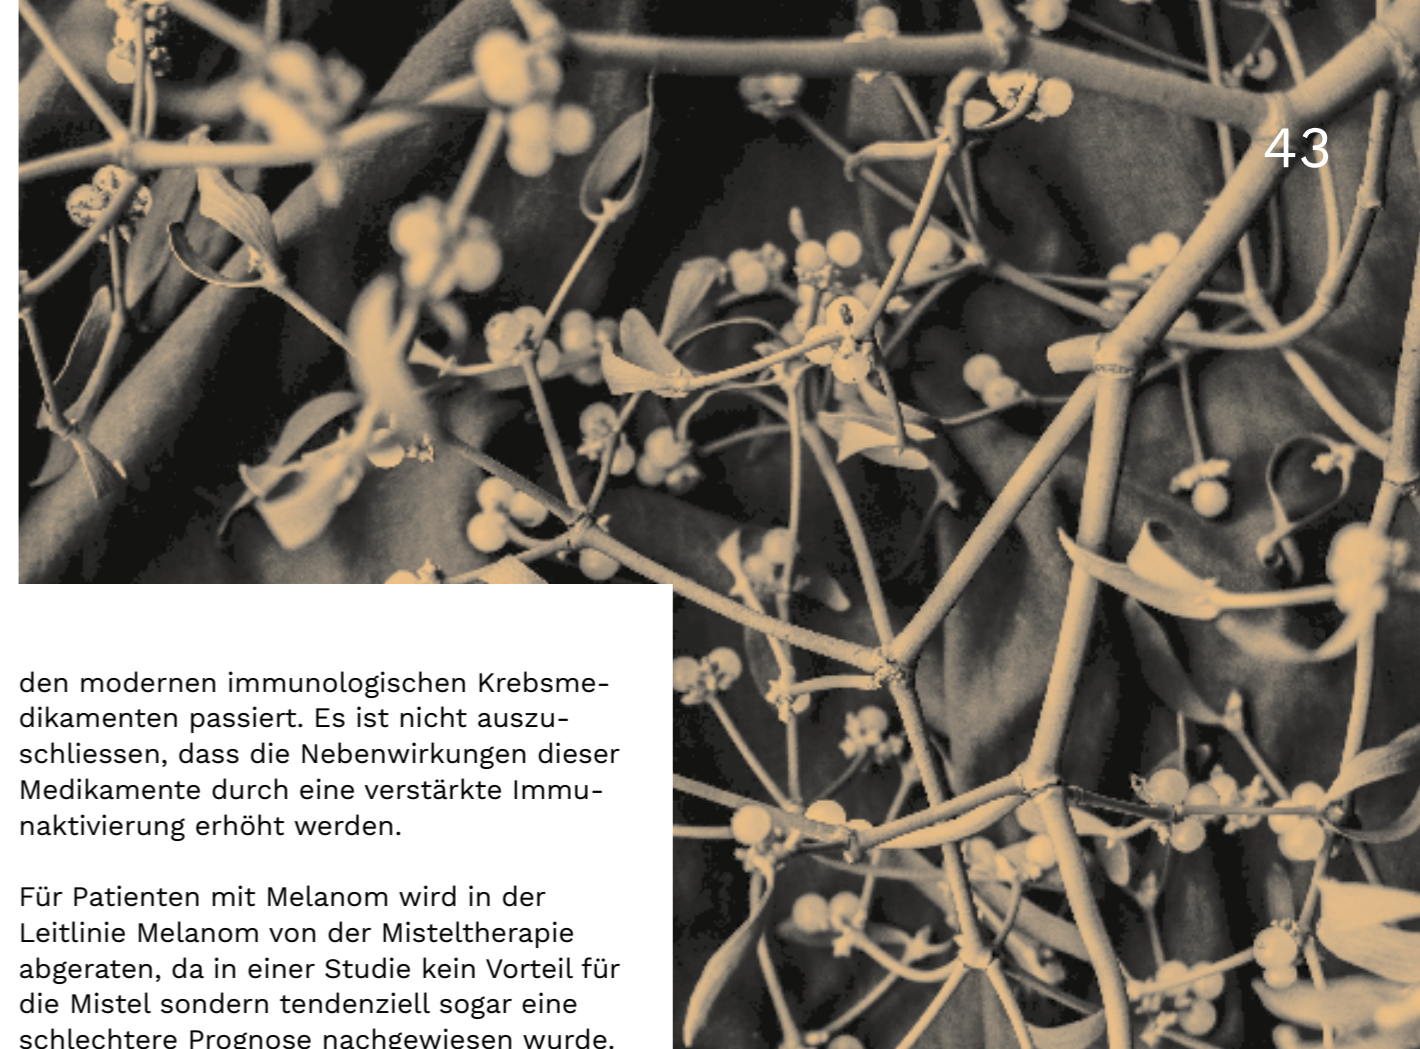 43
den modernen immunologischen Krebsme-
dikamenten passiert. Es ist nicht auszu-
schliessen, dass die Nebenwirkungen dieser
Medikamente durch eine verstärkte Immu-
naktivierung erhöht werden.
Für Patienten mit Melanom wird in der
Leitlinie Melanom von der Misteltherapie
abgeraten, da in einer Studie kein Vorteil für
die Mistel sondern tendenziell sogar eine
schlechtere Prognose nachgewiesen wurde.